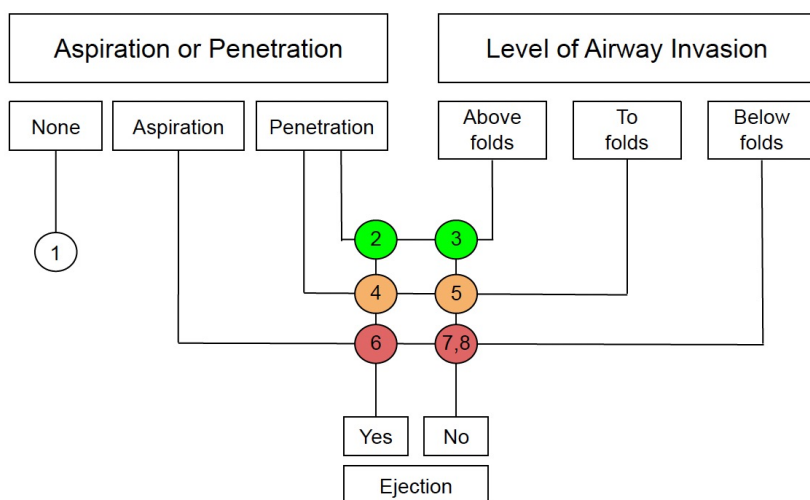 Aspiration or Penetration
Level of Airway Invasion
None
Aspiration
Penetration
Above
folds
To
folds
Below
folds
1
2
3
4
5
6
7,8
Yes
No
Ejection